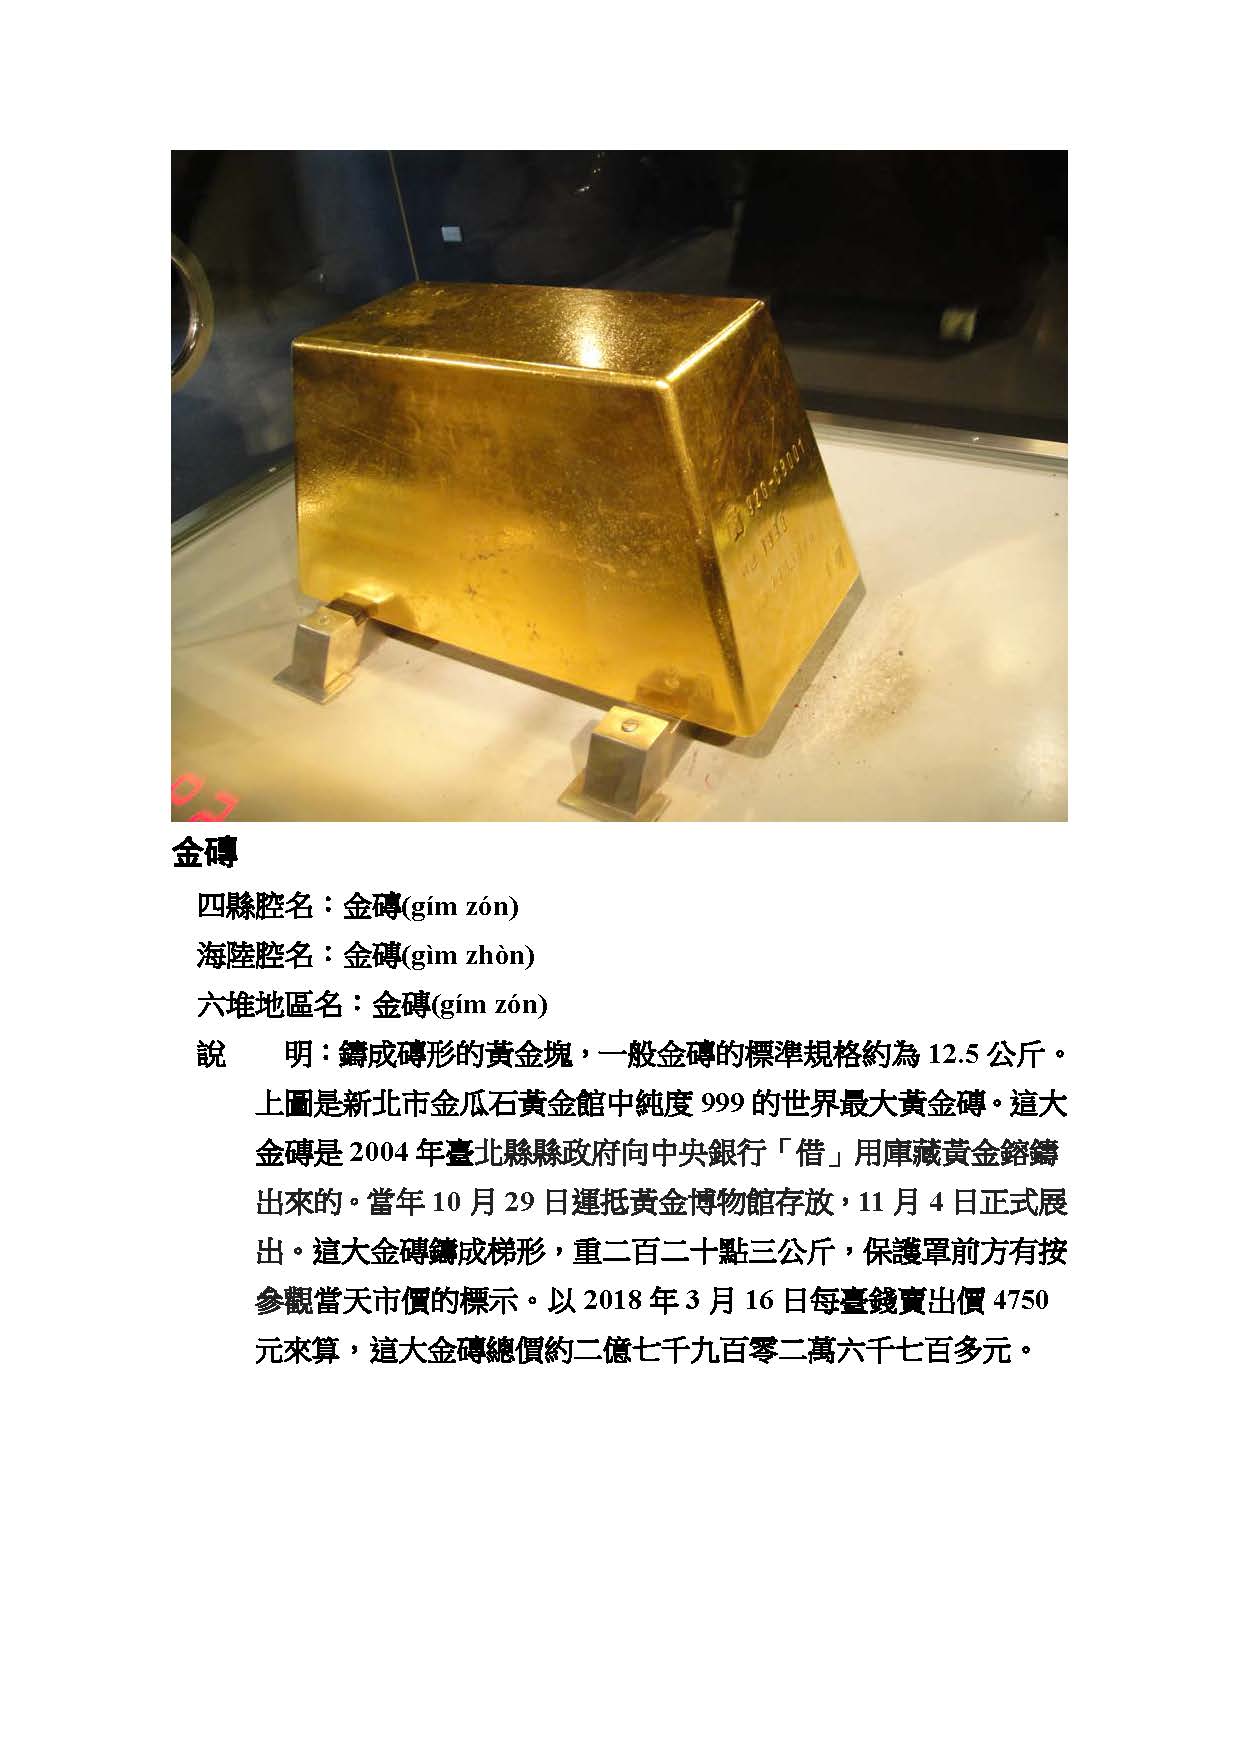 金磚
四縣腔名：金磚(gím zón)
海陸腔名：金磚(gìm zhòn)
六堆地區名：金磚(gím zón)
說　　明：鑄成磚形的黃金塊，一般金磚的標準規格約為 12.5 公斤。
上圖是新北市金瓜石黃金館中純度 999 的世界最大黃金磚。這大
金磚是 2004 年臺北縣縣政府向中央銀行「借」用庫藏黃金鎔鑄
出來的。當年 10 月 29 日運抵黃金博物館存放，11 月 4 日正式展
出。這大金磚鑄成梯形，重二百二十點三公斤，保護罩前方有按
參觀當天市價的標示。以 2018 年 3 月 16 日每臺錢賣出價 4750
元來算，這大金磚總價約二億七千九百零二萬六千七百多元。